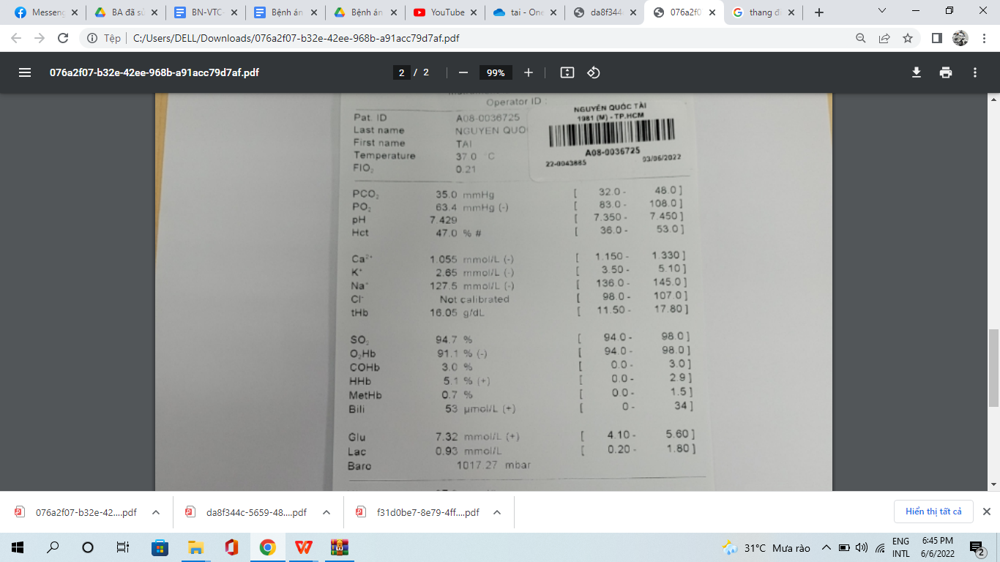 Messeng
BA đã sủ
BN-VTC-
Bệnh án
Bệnh án
YouTube
tai - One
da8f344
076a2f0
thang đi
Tệp
C:/Users/DELL/Downloads/076a2f07-b32e-42ee-968b-a91acc79d7af.pdf
076a2f07-b32e-42ee-968b-a91acc79d7af.pdf
2 / 2
99%
Operator ID :
Pat. ID A08-0036725
Last name NGUYEN QUO
First name TAI
Temperature 37.0 °C
FIO₂ 0.21
NGUYỄN QUỐC TÀI
1981 (M) - TP.HCM
A08-0036725
22-0043885 03/06/2022
PCO₂ 35.0 mmHg [ 32.0 - 48.0 ]
PO₂ 63.4 mmHg (-) [ 83.0 - 108.0 ]
pH 7.429 [ 7.350 - 7.450 ]
Hct 47.0 % # [ 36.0 - 53.0 ]
Ca²⁺ 1.055 mmol/L (-) [ 1.150 - 1.330 ]
K⁺ 2.65 mmol/L (-) [ 3.50 - 5.10 ]
Na⁺ 127.5 mmol/L (-) [ 136.0 - 145.0 ]
Cl⁻ Not calibrated [ 98.0 - 107.0 ]
tHb 16.05 g/dL [ 11.50 - 17.80 ]
SO₂ 94.7 % [ 94.0 - 98.0 ]
O₂Hb 91.1 % (-) [ 94.0 - 98.0 ]
COHb 3.0 % [ 0.0 - 3.0 ]
HHb 5.1 % (+) [ 0.0 - 2.9 ]
MetHb 0.7 % [ 0.0 - 1.5 ]
Bili 53 µmol/L (+) [ 0 - 34 ]
Glu 7.32 mmol/L (+) [ 4.10 - 5.60 ]
Lac 0.93 mmol/L [ 0.20 - 1.80 ]
Baro 1017.27 mbar
076a2f07-b32e-42....pdf
da8f344c-5659-48....pdf
f31d0be7-8e79-4ff....pdf
Hiển thị tất cả
31°C Mưa rào
ENG
INTL
6:45 PM
6/6/2022
2